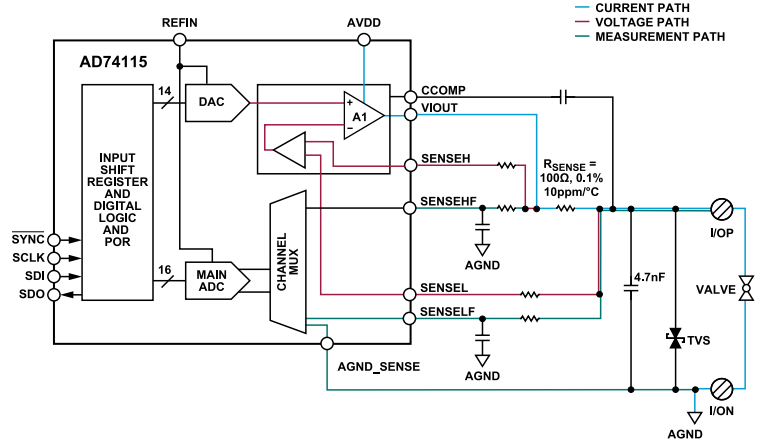 CURRENT PATH
VOLTAGE PATH
MEASUREMENT PATH
REFIN
AVDD
AD74115
14
DAC
+
A1
−
CCOMP
VIOUT
SENSEH
RSENSE =
100Ω, 0.1%
10ppm/°C
INPUT
SHIFT
REGISTER
AND
DIGITAL
LOGIC
AND
POR
SENSEHF
I/OP
SYNC
SCLK
SDI
SDO
16
MAIN
ADC
CHANNEL
MUX
AGND
SENSEL
4.7nF
VALVE
SENSELF
TVS
AGND_SENSE
AGND
I/ON
AGND